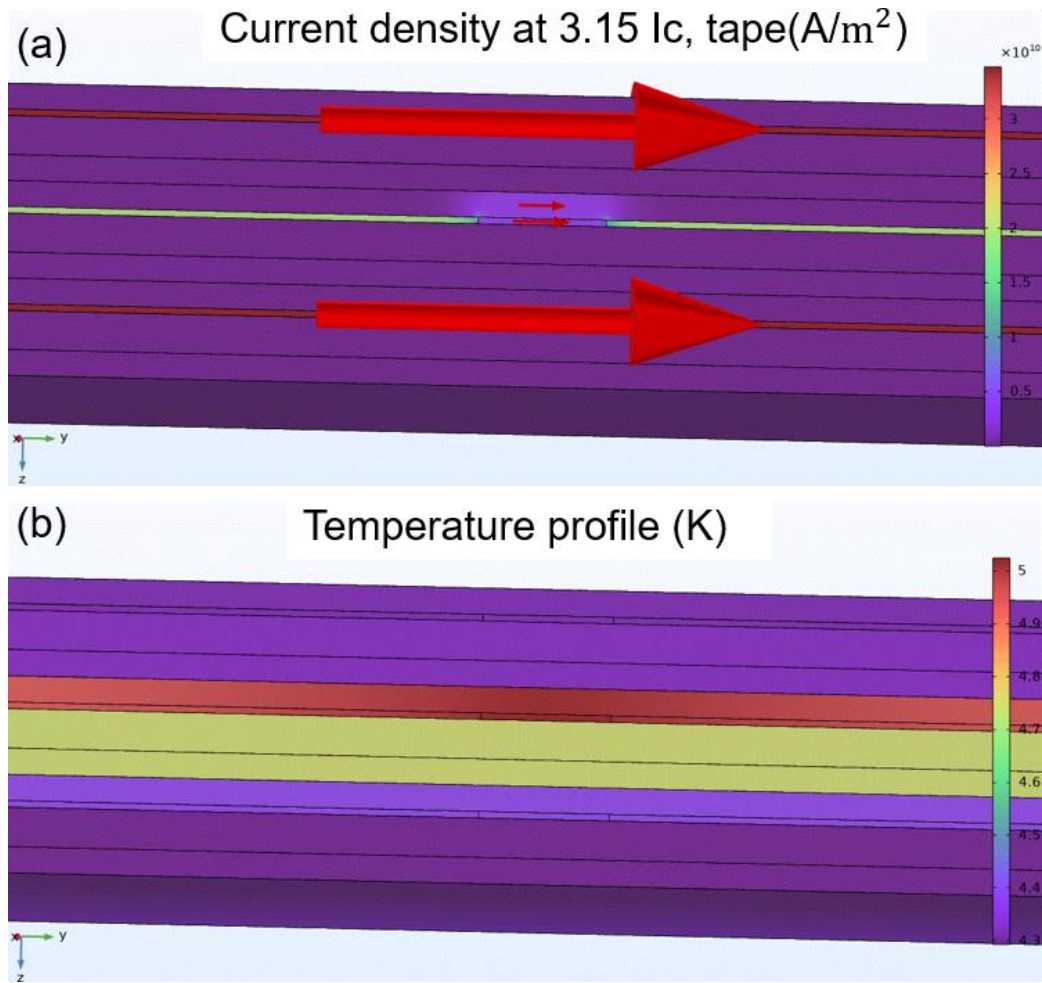 (a) Current density at 3.15 Ic, tape(A/m²)
×10¹⁰
3
2.5
2
1.5
1
0.5
x y
z
(b) Temperature profile (K)
5
4.9
4.8
4.7
4.6
4.5
4.4
4.3
x y
z